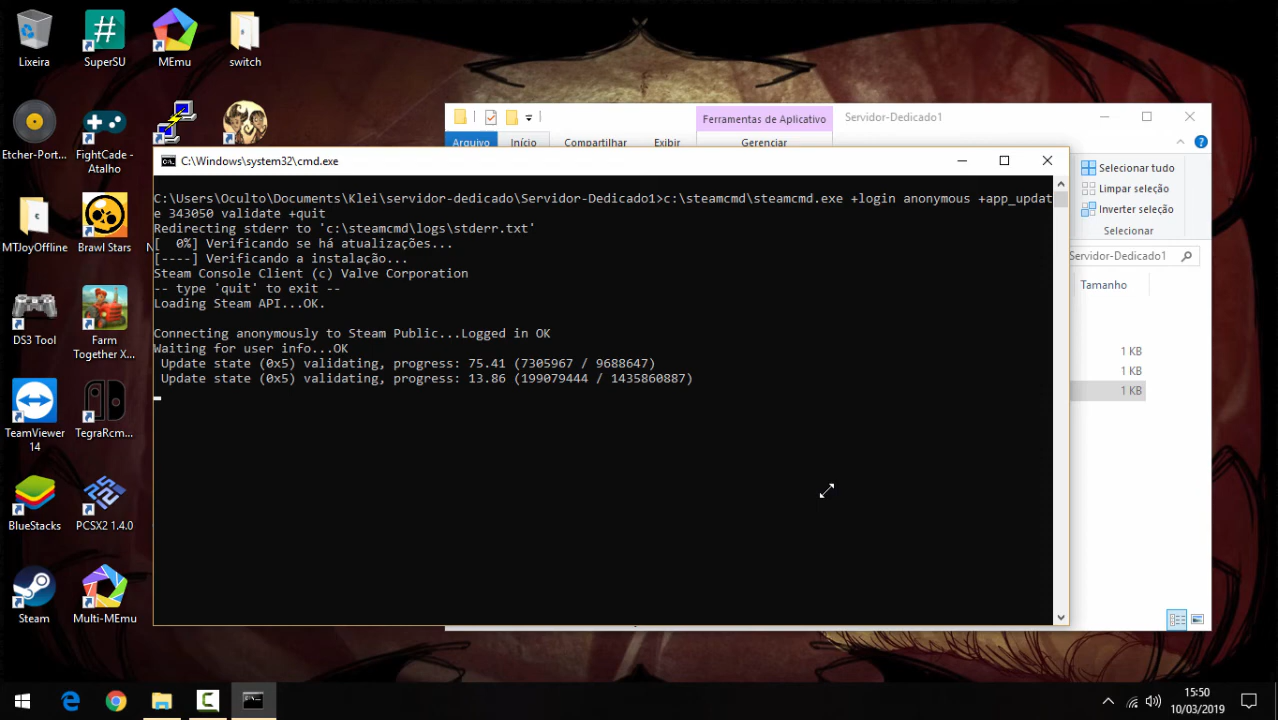 Lixeira
SuperSU
MEmu
switch
Etcher-Port...
FightCade -
Atalho
MTJoyOffline
Brawl Stars
N
DS3 Tool
Farm
Together X...
TeamViewer
14
TegraRcm...
BlueStacks
PCSX2 1.4.0
Steam
Multi-MEmu
Ferramentas de Aplicativo
Servidor-Dedicado1
Arquivo
Início
Compartilhar
Exibir
Gerenciar
Selecionar tudo
Limpar seleção
Inverter seleção
Selecionar
Servidor-Dedicado1
Tamanho
1 KB
1 KB
1 KB
C:\Windows\system32\cmd.exe
C:\Users\Oculto\Documents\Klei\servidor-dedicado\Servidor-Dedicado1>c:\steamcmd\steamcmd.exe +login anonymous +app_updat
e 343050 validate +quit
Redirecting stderr to 'c:\steamcmd\logs\stderr.txt'
[  0%] Verificando se há atualizações...
[----] Verificando a instalação...
Steam Console Client (c) Valve Corporation
-- type 'quit' to exit --
Loading Steam API...OK.
Connecting anonymously to Steam Public...Logged in OK
Waiting for user info...OK
Update state (0x5) validating, progress: 75.41 (7305967 / 9688647)
Update state (0x5) validating, progress: 13.86 (199079444 / 1435860887)
15:50
10/03/2019